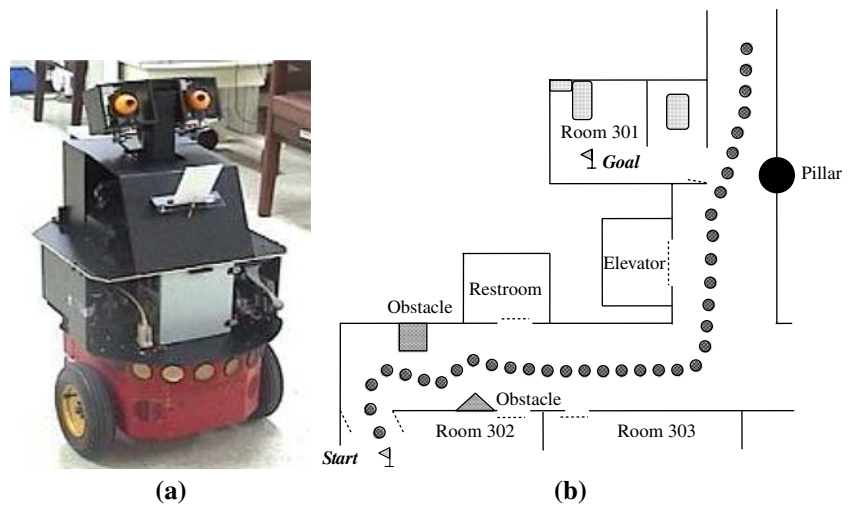 Room 301
Goal
Pillar
Elevator
Restroom
Obstacle
Obstacle
Room 302
Room 303
Start
(a)
(b)